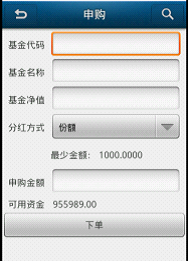 申购
基金代码
基金名称
基金净值
分红方式 份额
最少金额: 1000.0000
申购金额
可用资金 955989.00
下单